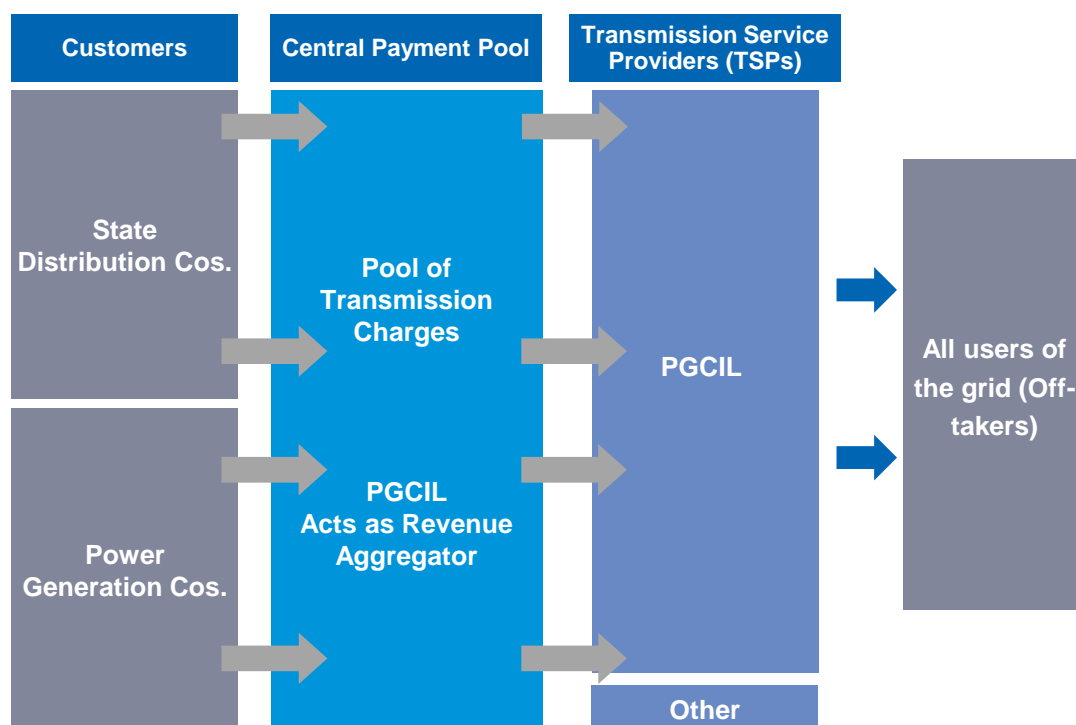 Customers
Central Payment Pool
Transmission Service
Providers (TSPs)
State
Distribution Cos.
Power
Generation Cos.
Pool of
Transmission
Charges
PGCIL
Acts as Revenue
Aggregator
PGCIL
Other
All users of
the grid (Off-
takers)